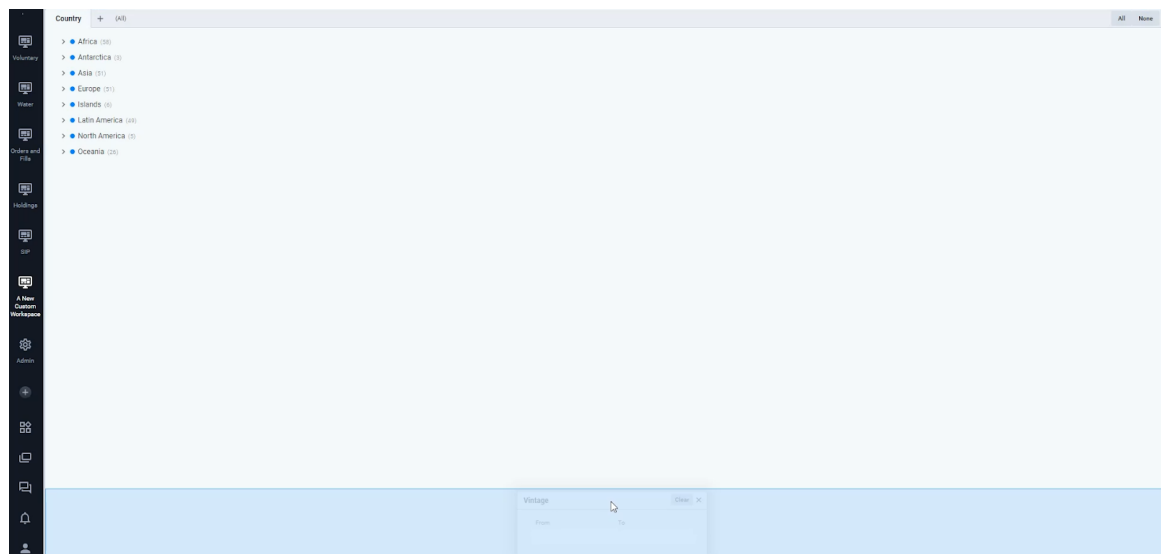 Country + (All)
All None
Africa (58)
Antarctica (3)
Asia (51)
Europe (51)
Islands (6)
Latin America (48)
North America (5)
Oceania (26)
Voluntary
Water
Orders and
Fills
Holdings
SIP
A New
Custom
Workspace
Admin
Vintage
Clear
From To